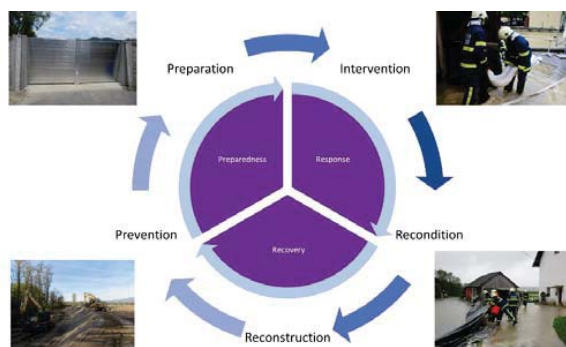 Preparation
Intervention
Preparedness
Response
Prevention
Recovery
Recondition
Reconstruction